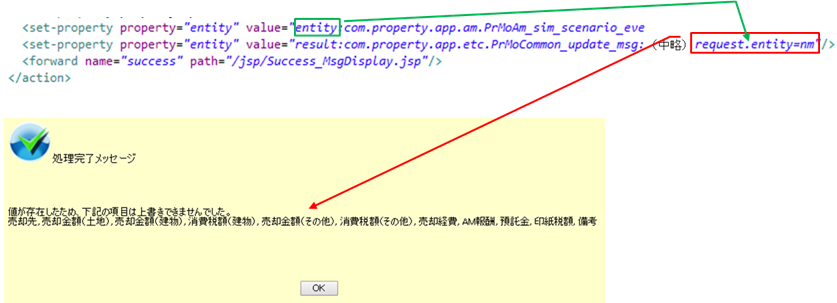 <set-property property="entity" value="entity:com.property.app.am.PrMoAm_sim_scenario_eve
<set-property property="entity" value="result:com.property.app.etc.PrMoCommon_update_msg:（中略）request.entity=nm"/>
<forward name="success" path="/jsp/Success_MsgDisplay.jsp"/>
</action>
処理完了メッセージ
値が存在したため、下記の項目は上書きできませんでした。
売却先,売却金額(土地),売却金額(建物),消費税額(建物),売却金額(その他),消費税額(その他),売却経費,AM報酬,預託金,印紙税額,備考
OK